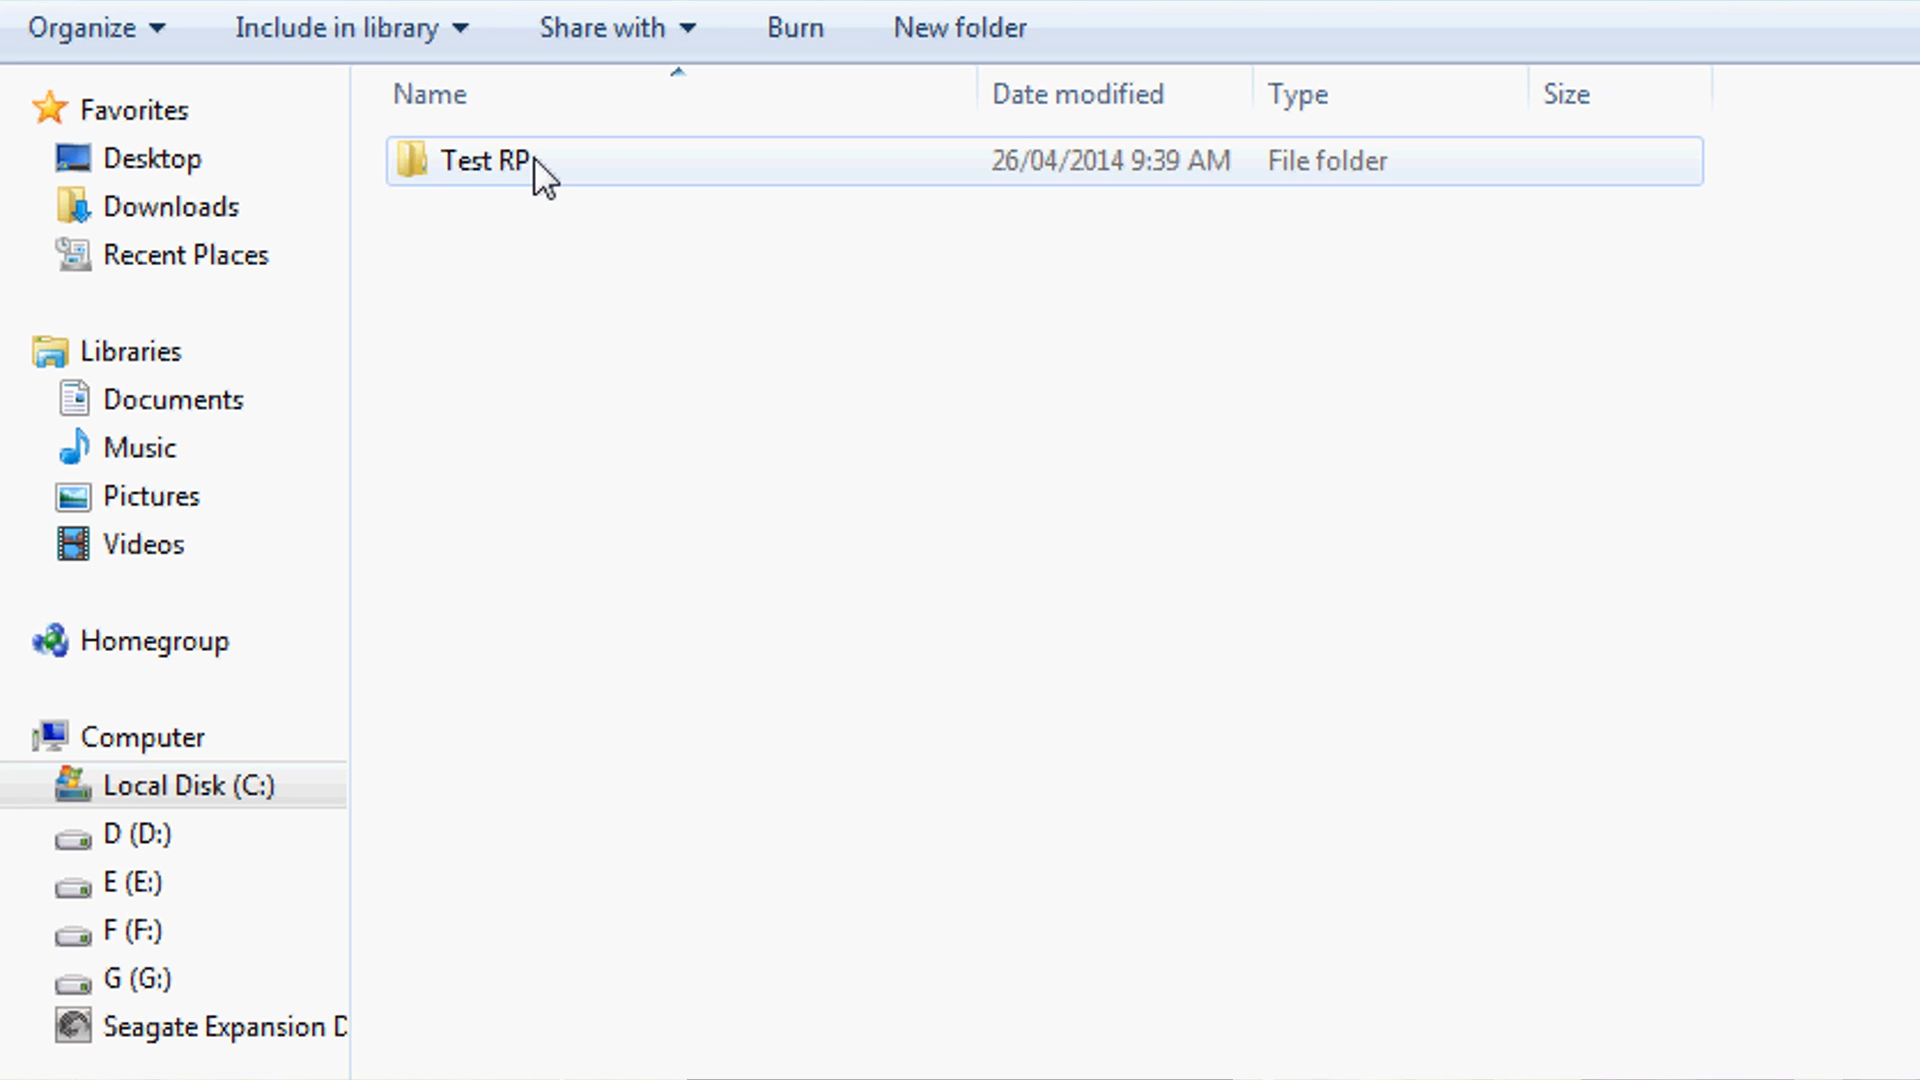 Organize Include in library Share with Burn New folder
Name Date modified Type Size
Test RP 26/04/2014 9:39 AM File folder
Favorites
Desktop
Downloads
Recent Places
Libraries
Documents
Music
Pictures
Videos
Homegroup
Computer
Local Disk (C:)
D (D:)
E (E:)
F (F:)
G (G:)
Seagate Expansion D